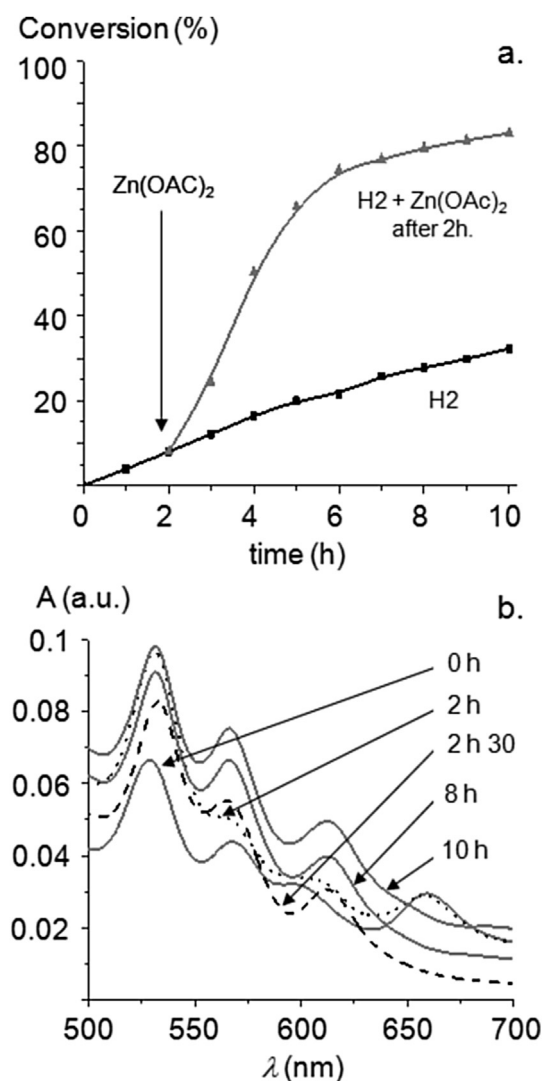 Conversion (%)
a.
100
80
60
40
20
Zn(OAC)2
H2 + Zn(OAc)2
after 2h.
H2
0 2 4 6 8 10
time (h)
A (a.u.)
b.
0.1
0.08
0.06
0.04
0.02
0 h
2 h
2 h 30
8 h
10 h
500 550 600 650 700
λ (nm)